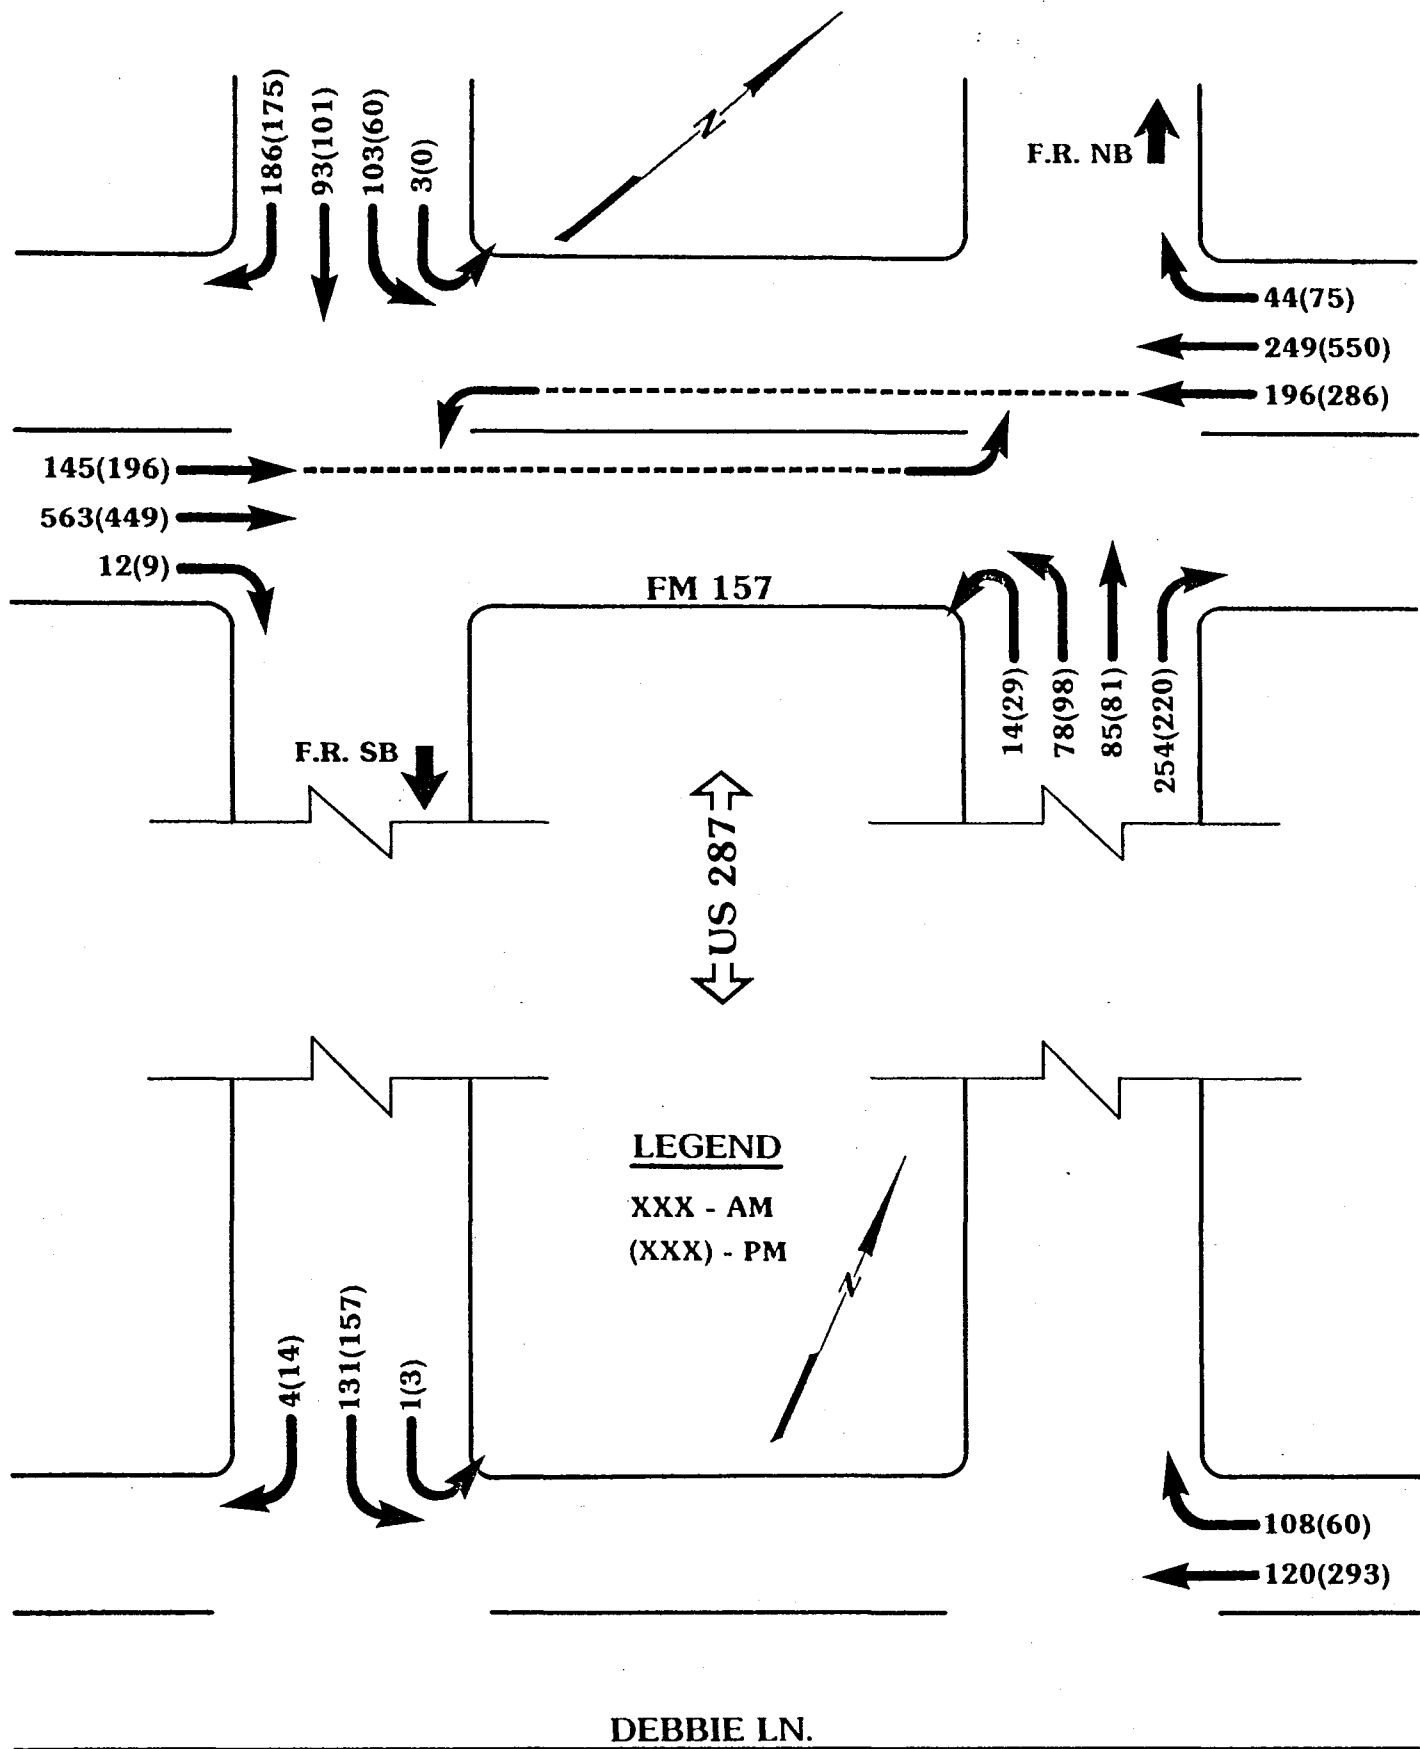 186(175)
93(101)
103(60)
3(0)
N
F.R. NB
44(75)
249(550)
196(286)
145(196)
563(449)
12(9)
FM 157
14(29)
78(98)
85(81)
254(220)
F.R. SB
US 287
LEGEND
XXX - AM
(XXX) - PM
N
4(14)
131(157)
1(3)
108(60)
120(293)
DEBBIE LN.